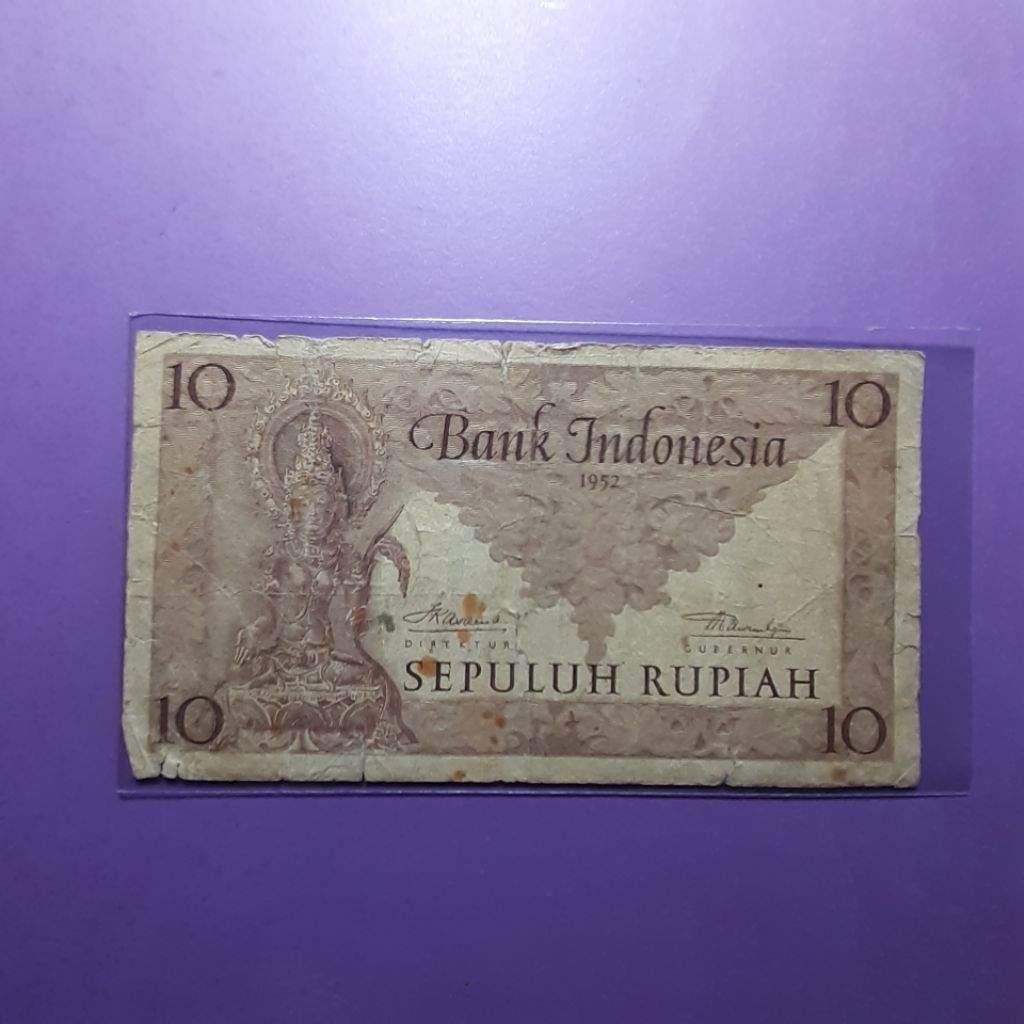 10 10
Bank Indonesia
1952
DIREKTUR GUBERNUR
SEPULUH RUPIAH
10 10